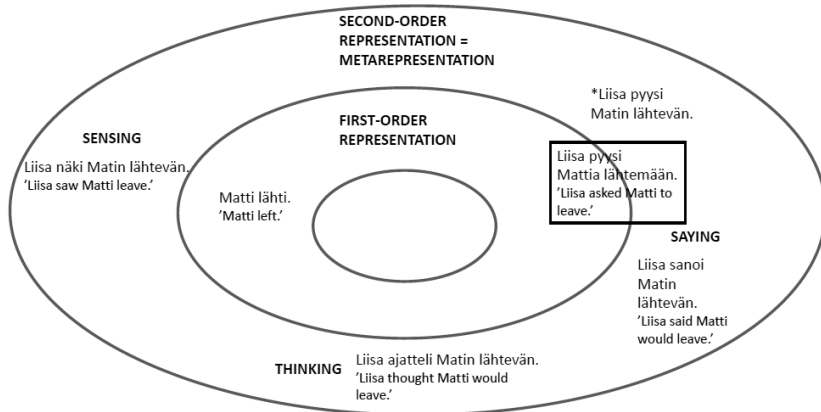 SECOND-ORDER
REPRESENTATION =
METAREPRESENTATION
*Liisa pyysi
Matin lähtevän.
FIRST-ORDER
REPRESENTATION
SENSING
Liisa näki Matin lähtevän.
'Liisa saw Matti leave.'
Liisa pyysi
Mattia lähtemään.
'Liisa asked Matti to
leave.'
Matti lähti.
'Matti left.'
SAYING
Liisa sanoi
Matin
lähtevän.
'Liisa said Matti
would leave.'
THINKING
Liisa ajatteli Matin lähtevän.
'Liisa thought Matti would
leave.'